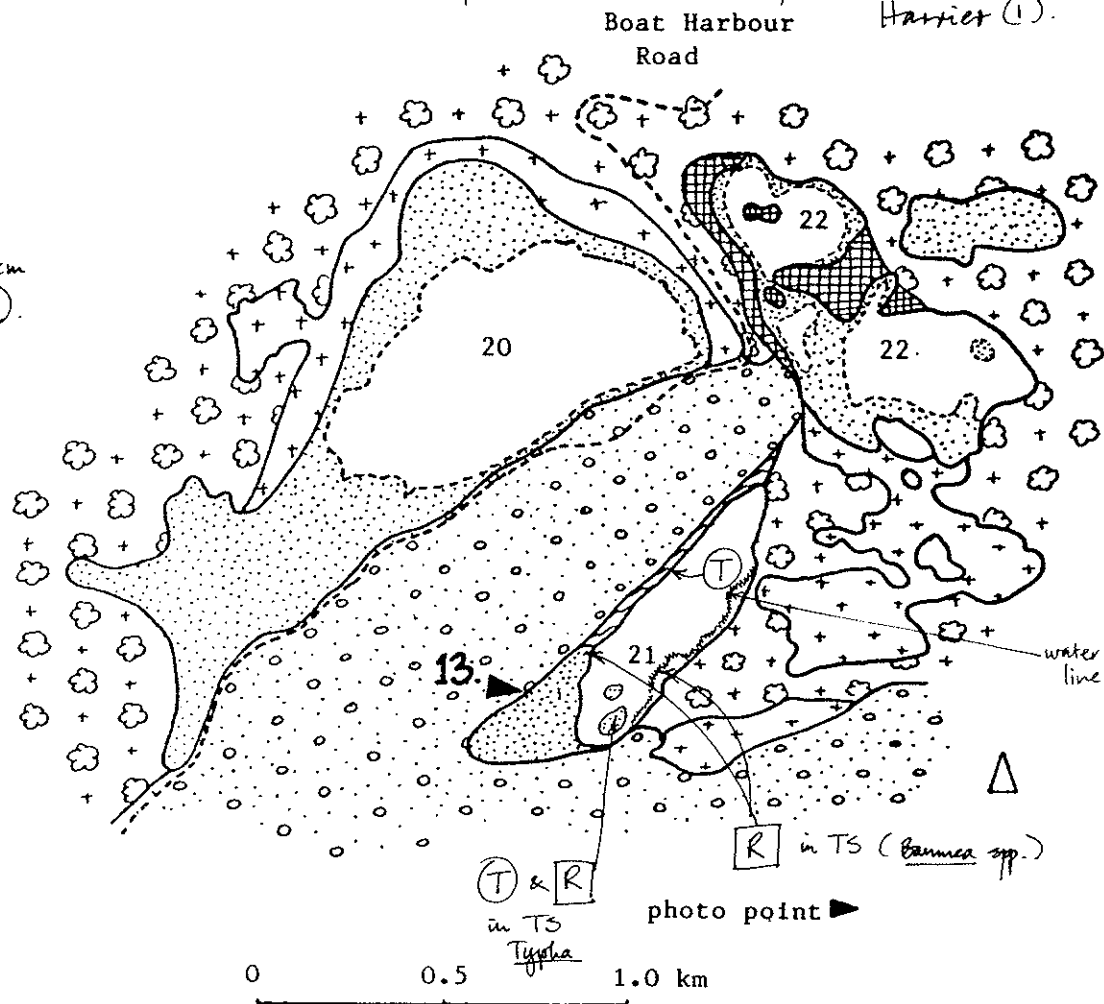 Boat Harbour
Road
Harrier (1).
cm
22
20
22.
T
21
13.
water
line
R in TS (Baumea spp.)
T & R
in TS
Typha
photo point
0 0.5 1.0 km